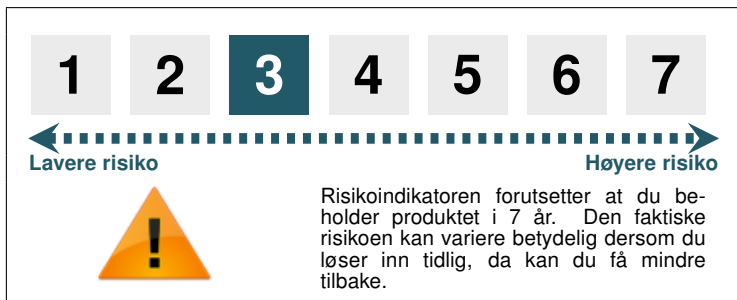 1 2 3 4 5 6 7
Lavere risiko Høyere risiko
!
Risikoindikatoren forutsetter at du be-
holder produktet i 7 år. Den faktiske
risikoen kan variere betydelig dersom du
løser inn tidlig, da kan du få mindre
tilbake.